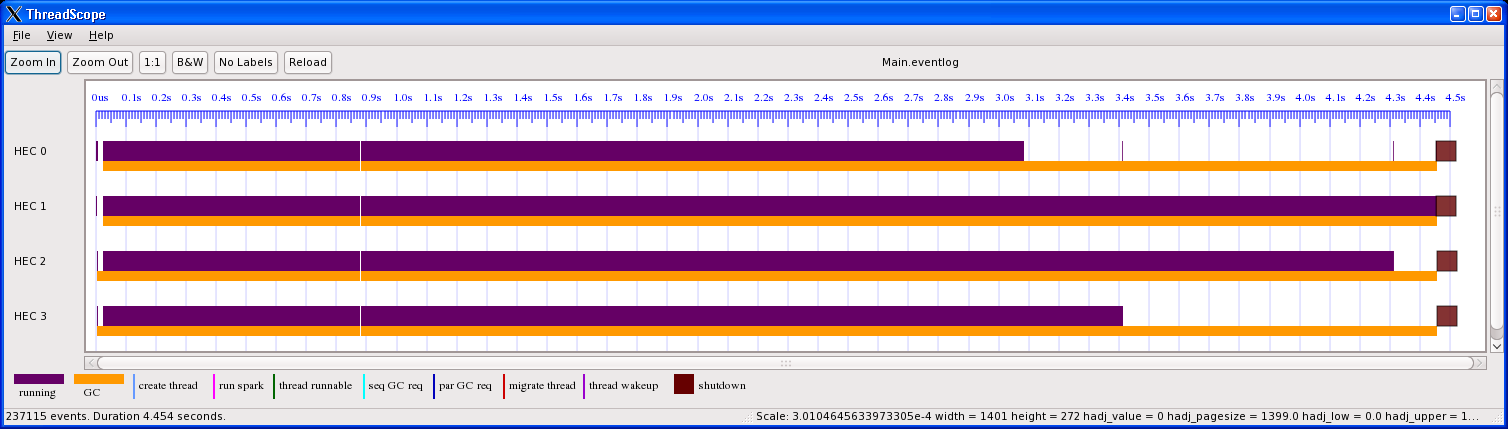 ThreadScope
File View Help
Zoom In Zoom Out 1:1 B&W No Labels Reload Main.eventlog
0us 0.1s 0.2s 0.3s 0.4s 0.5s 0.6s 0.7s 0.8s 0.9s 1.0s 1.1s 1.2s 1.3s 1.4s 1.5s 1.6s 1.7s 1.8s 1.9s 2.0s 2.1s 2.2s 2.3s 2.4s 2.5s 2.6s 2.7s 2.8s 2.9s 3.0s 3.1s 3.2s 3.3s 3.4s 3.5s 3.6s 3.7s 3.8s 3.9s 4.0s 4.1s 4.2s 4.3s 4.4s 4.5s
HEC 0
HEC 1
HEC 2
HEC 3
running GC create thread run spark thread runnable seq GC req par GC req migrate thread thread wakeup shutdown
237115 events. Duration 4.454 seconds. Scale: 3.0104645633973305e-4 width = 1401 height = 272 hadj_value = 0 hadj_pagesize = 1399.0 hadj_low = 0.0 hadj_upper = 1...